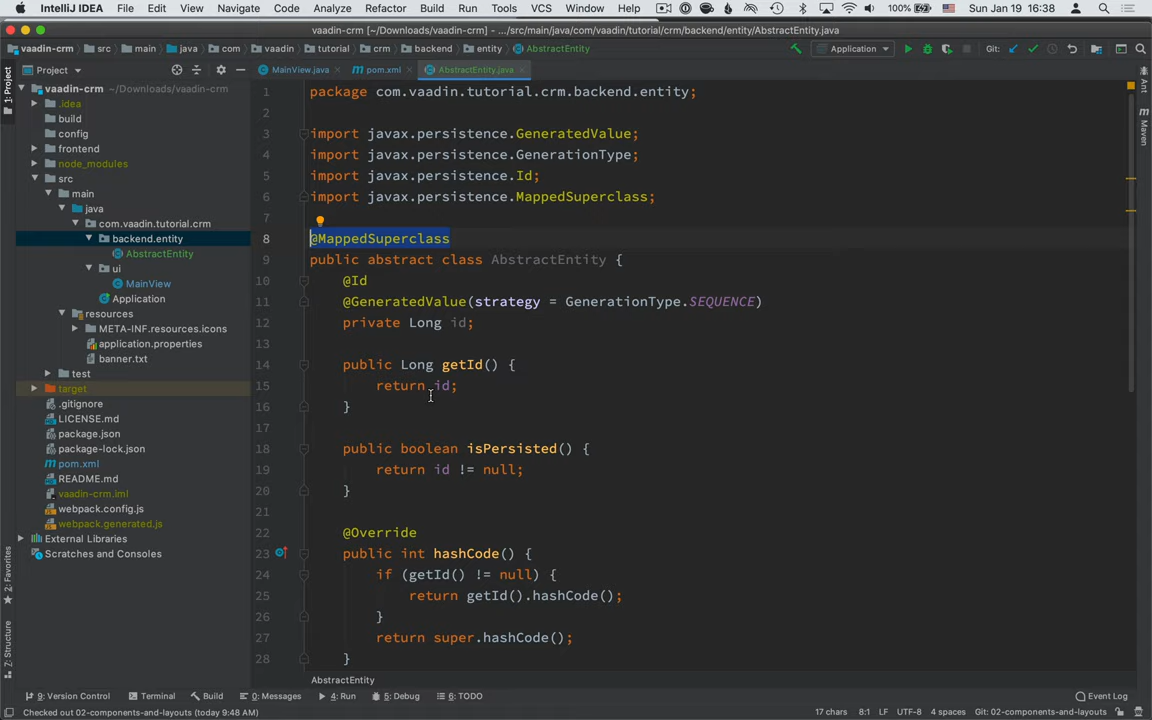 IntelliJ IDEA File Edit View Navigate Code Analyze Refactor Build Run Tools VCS Window Help 100% Sun Jan 19 16:38
vaadin-crm [~/Downloads/vaadin-crm] - .../src/main/java/com/vaadin/tutorial/crm/backend/entity/AbstractEntity.java
vaadin-crm src main java com vaadin tutorial crm backend entity AbstractEntity Application Git:
Project MainView.java pom.xml AbstractEntity.java
1: Project
7: Structure
2: Favorites
vaadin-crm ~/Downloads/vaadin-crm
.idea
build
config
frontend
node_modules
src
main
java
com.vaadin.tutorial.crm
backend.entity
AbstractEntity
ui
MainView
Application
resources
META-INF.resources.icons
application.properties
banner.txt
test
target
.gitignore
LICENSE.md
package.json
package-lock.json
pom.xml
README.md
vaadin-crm.iml
webpack.config.js
webpack.generated.js
External Libraries
Scratches and Consoles
1 package com.vaadin.tutorial.crm.backend.entity;
2
3 import javax.persistence.GeneratedValue;
4 import javax.persistence.GenerationType;
5 import javax.persistence.Id;
6 import javax.persistence.MappedSuperclass;
7
8 @MappedSuperclass
9 public abstract class AbstractEntity {
10 @Id
11 @GeneratedValue(strategy = GenerationType.SEQUENCE)
12 private Long id;
13
14 public Long getId() {
15 return id;
16 }
17
18 public boolean isPersisted() {
19 return id != null;
20 }
21
22 @Override
23 public int hashCode() {
24 if (getId() != null) {
25 return getId().hashCode();
26 }
27 return super.hashCode();
28 }
AbstractEntity
Ant
Maven
9: Version Control Terminal Build 0: Messages 4: Run 5: Debug 6: TODO Event Log
Checked out 02-components-and-layouts (today 9:48 AM) 17 chars 8:1 LF UTF-8 4 spaces Git: 02-components-and-layouts